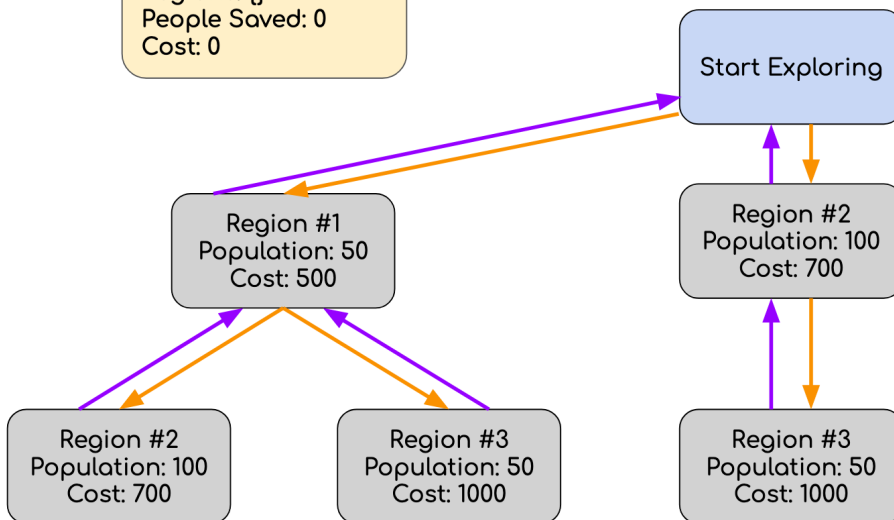 People Saved: 0
Cost: 0
Start Exploring
Region #1
Population: 50
Cost: 500
Region #2
Population: 100
Cost: 700
Region #2
Population: 100
Cost: 700
Region #3
Population: 50
Cost: 1000
Region #3
Population: 50
Cost: 1000